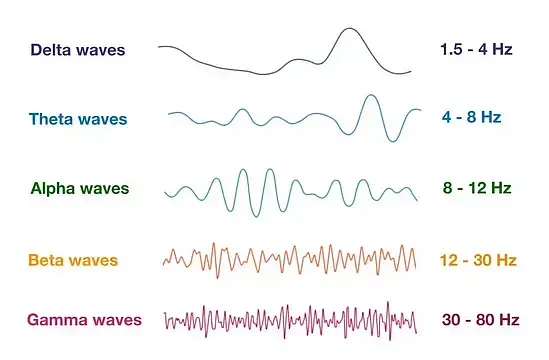 Delta waves 1.5 - 4 Hz
Theta waves 4 - 8 Hz
Alpha waves 8 - 12 Hz
Beta waves 12 - 30 Hz
Gamma waves 30 - 80 Hz